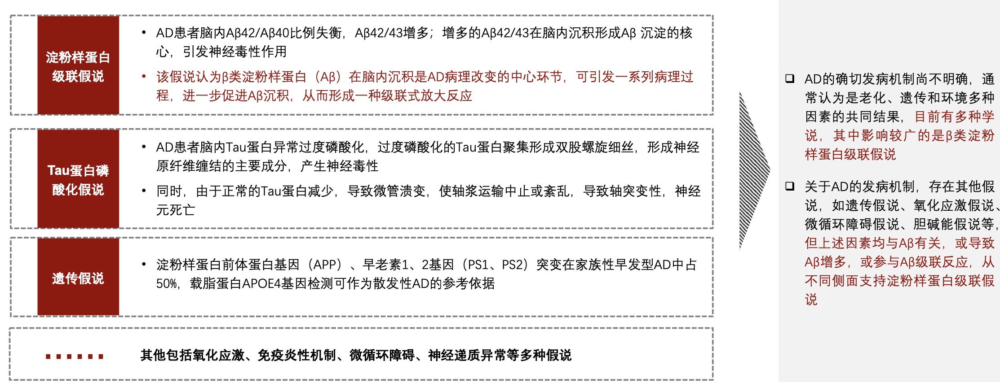 淀粉样蛋白
级联假说
• AD患者脑内Aβ42/Aβ40比例失衡，Aβ42/43增多；增多的Aβ42/43在脑内沉积形成Aβ 沉淀的核
心，引发神经毒性作用
• 该假说认为β类淀粉样蛋白（Aβ）在脑内沉积是AD病理改变的中心环节，可引发一系列病理过
程，进一步促进Aβ沉积，从而形成一种级联式放大反应
Tau蛋白磷
酸化假说
• AD患者脑内Tau蛋白异常过度磷酸化，过度磷酸化的Tau蛋白聚集形成双股螺旋细丝，形成神经
原纤维缠结的主要成分，产生神经毒性
• 同时，由于正常的Tau蛋白减少，导致微管溃变，使轴浆运输中止或紊乱，导致轴突变性，神经
元死亡
遗传假说
• 淀粉样蛋白前体蛋白基因（APP）、早老素1、2基因（PS1、PS2）突变在家族性早发型AD中占
50%，载脂蛋白APOE4基因检测可作为散发性AD的参考依据
······
其他包括氧化应激、免疫炎性机制、微循环障碍、神经递质异常等多种假说
❑ AD的确切发病机制尚不明确，通
常认为是老化、遗传和环境多种
因素的共同结果，目前有多种学
说，其中影响较广的是β类淀粉
样蛋白级联假说
❑ 关于AD的发病机制，存在其他假
说，如遗传假说、氧化应激假说、
微循环障碍假说、胆碱能假说等，
但上述因素均与Aβ有关，或导致
Aβ增多，或参与Aβ级联反应，从
不同侧面支持淀粉样蛋白级联假
说